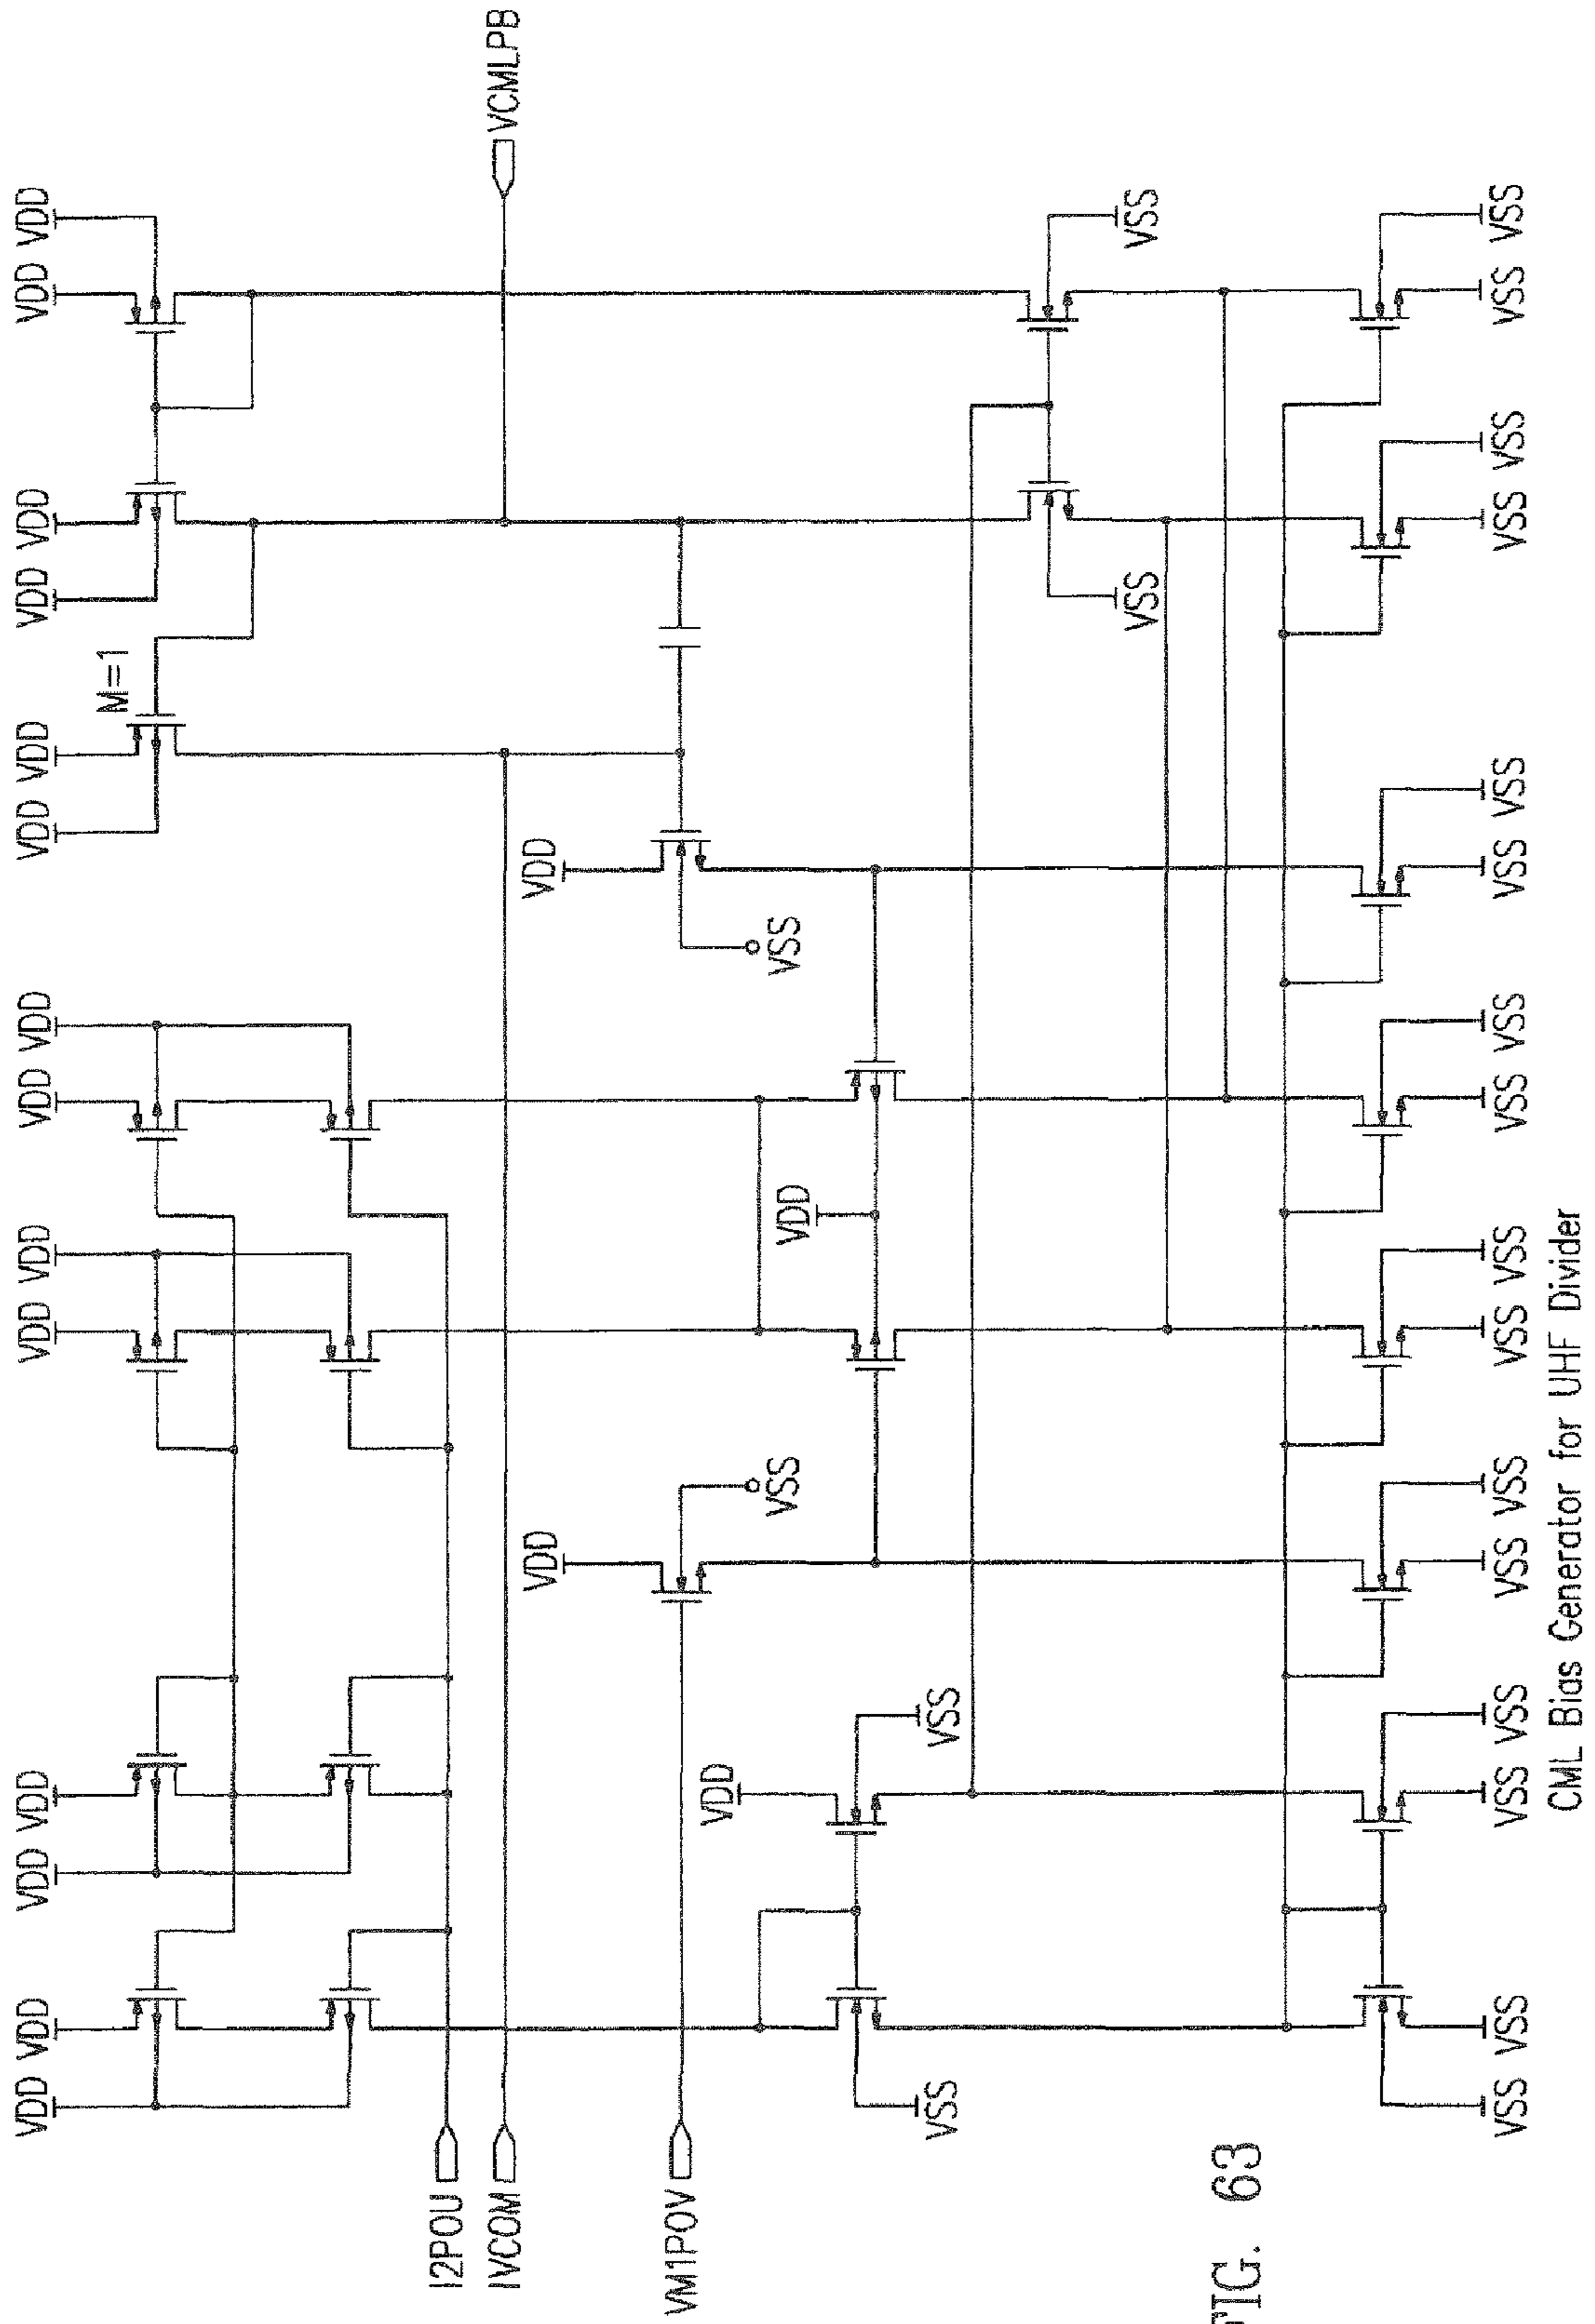 VDD VDD
VDD VDD
VDD VDD
VDD VDD
VDD VDD
VDD
VDD
VDD VDD
M=1
I2POU
IVCOM
VCMLPB
VDD
VDD
VM1POV
VDD
VSS
VDD
VSS
VSS
VSS
VSS
VSS
FIG. 63
VSS VSS
VSS VSS
VSS VSS
VSS VSS
VSS VSS
VSS VSS
VSS VSS
VSS VSS
CML Bias Generator for UHF Divider